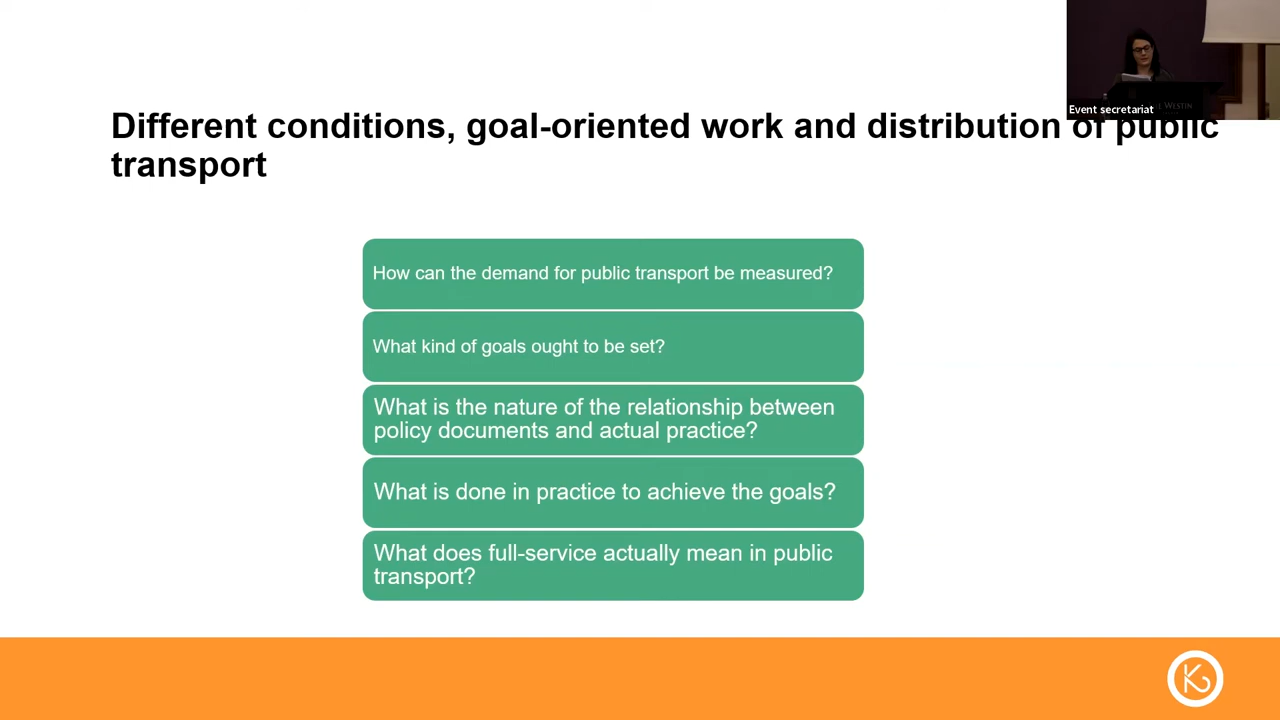 Event secretariat
WESTIN
Different conditions, goal-oriented work and distribution of public
transport
How can the demand for public transport be measured?
What kind of goals ought to be set?
What is the nature of the relationship between
policy documents and actual practice?
What is done in practice to achieve the goals?
What does full-service actually mean in public
transport?